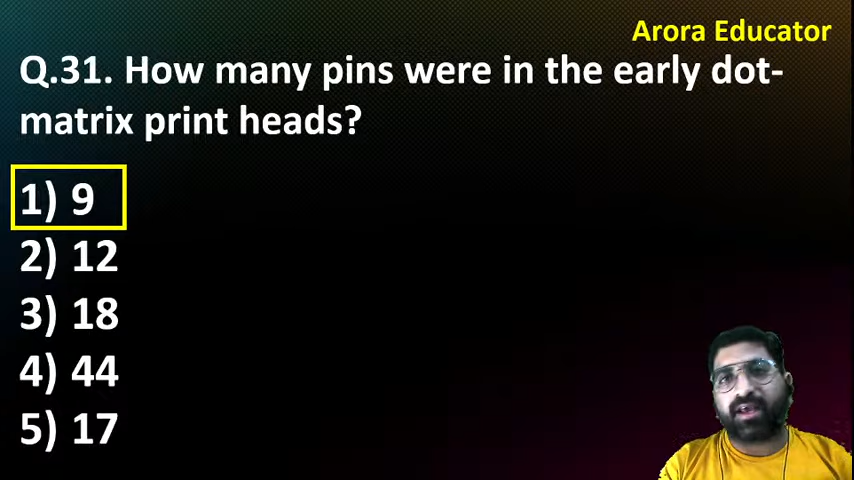 Arora Educator
Q.31. How many pins were in the early dot-
matrix print heads?
1) 9
2) 12
3) 18
4) 44
5) 17